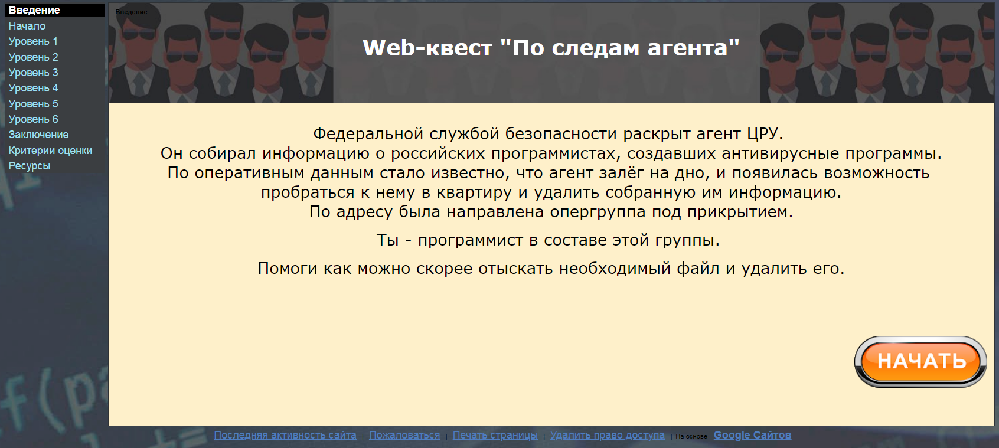 Введение
Начало
Уровень 1
Уровень 2
Уровень 3
Уровень 4
Уровень 5
Уровень 6
Заключение
Критерии оценки
Ресурсы
Введение
Web-квест "По следам агента"
Федеральной службой безопасности раскрыт агент ЦРУ.
Он собирал информацию о российских программистах, создавших антивирусные программы.
По оперативным данным стало известно, что агент залёг на дно, и появилась возможность
пробраться к нему в квартиру и удалить собранную им информацию.
По адресу была направлена опергруппа под прикрытием.
Ты - программист в составе этой группы.
Помоги как можно скорее отыскать необходимый файл и удалить его.
НАЧАТЬ
Последняя активность сайта | Пожаловаться | Печать страницы | Удалить право доступа | На основе Google Сайтов